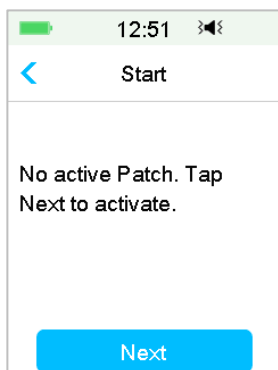 12:51
Start
No active Patch. Tap
Next to activate.
Next